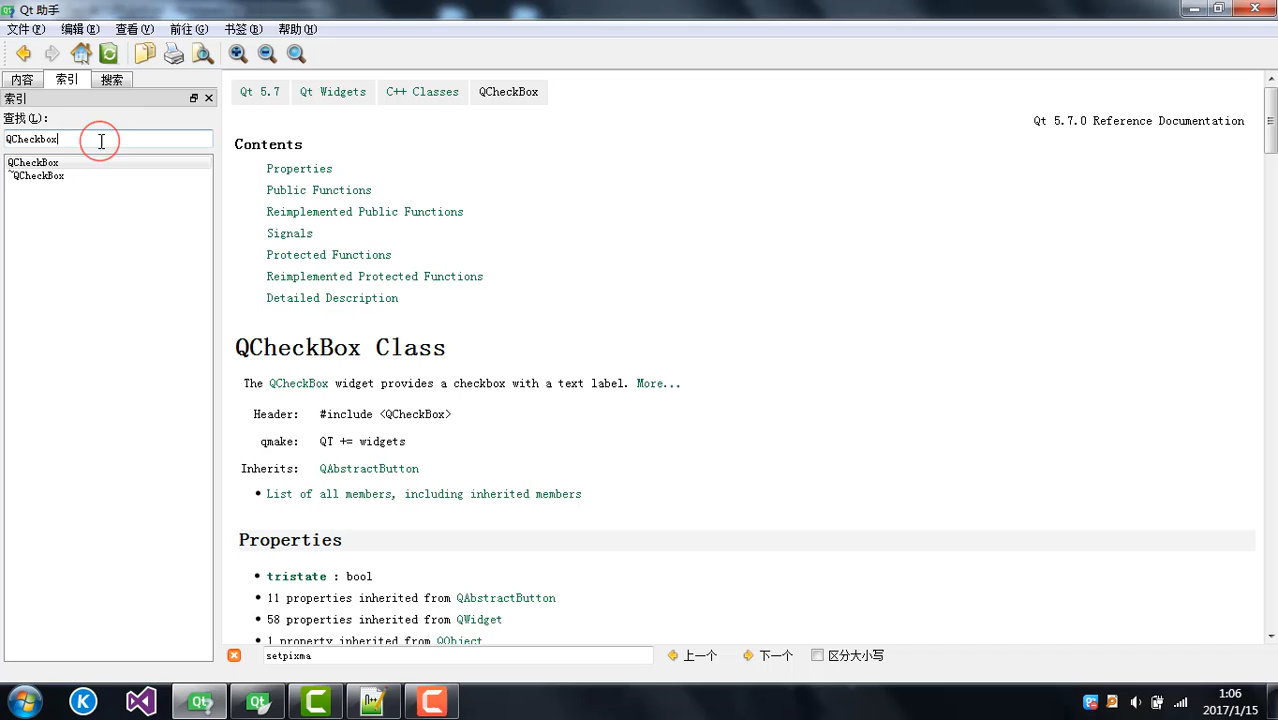 Qt 助手
文件(F) 编辑(E) 查看(V) 前往(G) 书签(B) 帮助(H)
内容 索引 搜索
索引
查找(L):
QCheckbox
QCheckBox
~QCheckBox
Qt 5.7 Qt Widgets C++ Classes QCheckBox
Qt 5.7.0 Reference Documentation
Contents
Properties
Public Functions
Reimplemented Public Functions
Signals
Protected Functions
Reimplemented Protected Functions
Detailed Description
QCheckBox Class
The QCheckBox widget provides a checkbox with a text label. More...
Header: #include <QCheckBox>
qmake: QT += widgets
Inherits: QAbstractButton
• List of all members, including inherited members
Properties
• tristate : bool
• 11 properties inherited from QAbstractButton
• 58 properties inherited from QWidget
• 1 property inherited from QObject
setpixma 上一个 下一个 区分大小写
1:06
2017/1/15